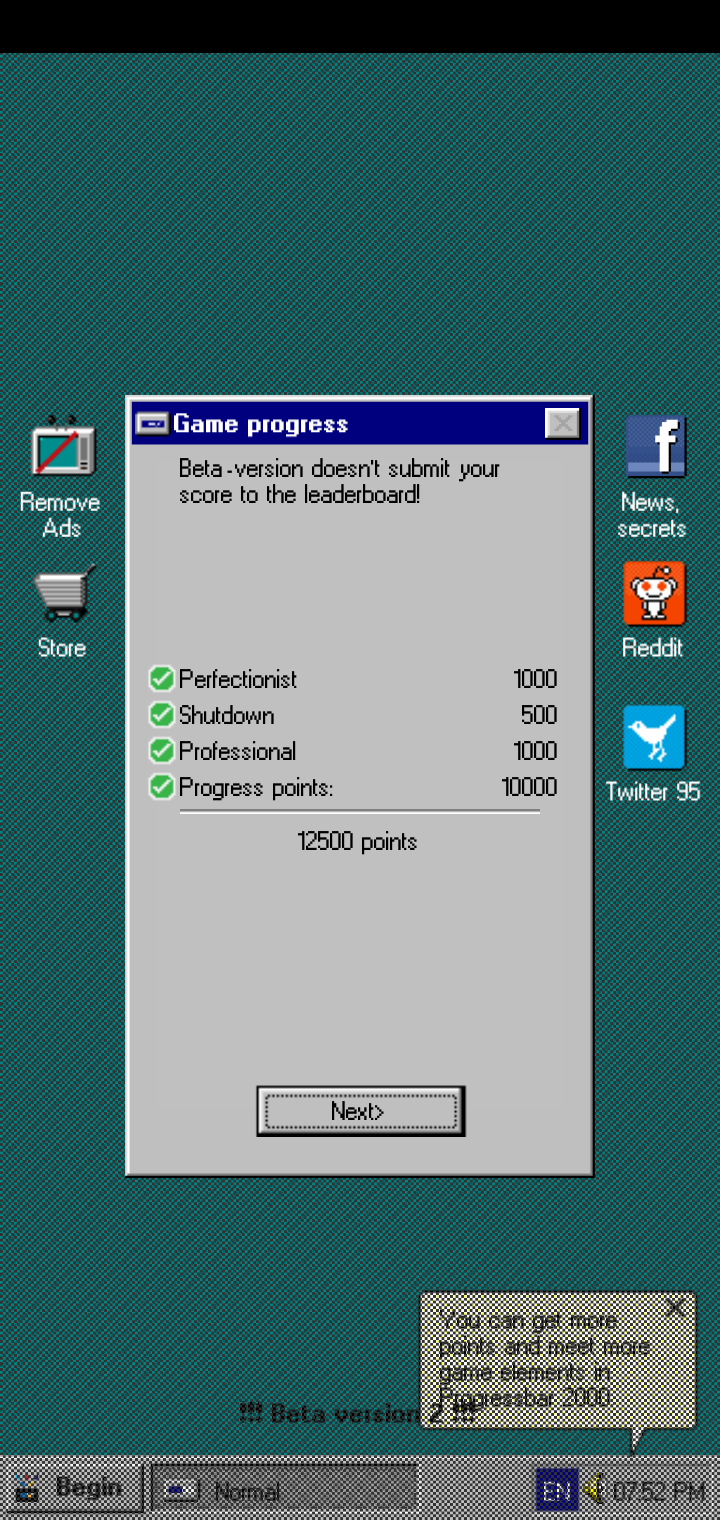 Game progress
Beta-version doesn't submit your
score to the leaderboard!
Remove
Ads
News,
secrets
Store
Reddit
Perfectionist 1000
Shutdown 500
Professional 1000
Progress points: 10000
Twitter 95
12500 points
Next>
You can get more
points and meet more
game elements in
Progressbar 2000
!!! Beta version 2 !!!
Begin
Normal
EN
07:52 PM